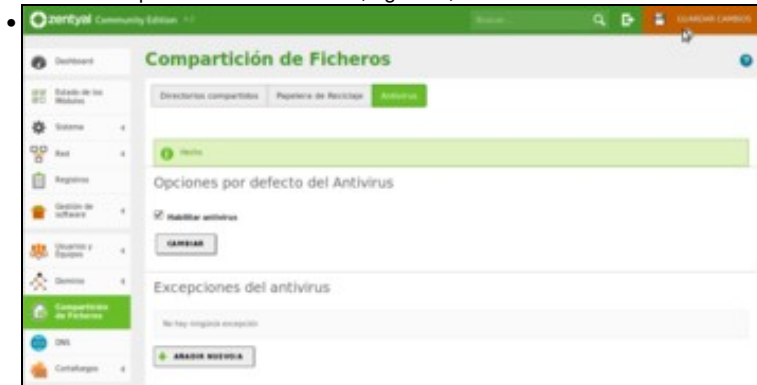 zentyal Community Edition
Buscar...
GUARDAR CAMBIOS
Dashboard
Compartición de Ficheros
Estado de los
Módulos
Directorios compartidos
Papelera de Reciclaje
Antivirus
Sistema
Red
Hecho
Registros
Opciones por defecto del Antivirus
Gestión de
software
Habilitar antivirus
CAMBIAR
Usuarios y
Equipos
Dominio
Excepciones del antivirus
Compartición
de Ficheros
No hay ningún/a excepción
DNS
AÑADIR NUEVO/A
Cortafuegos